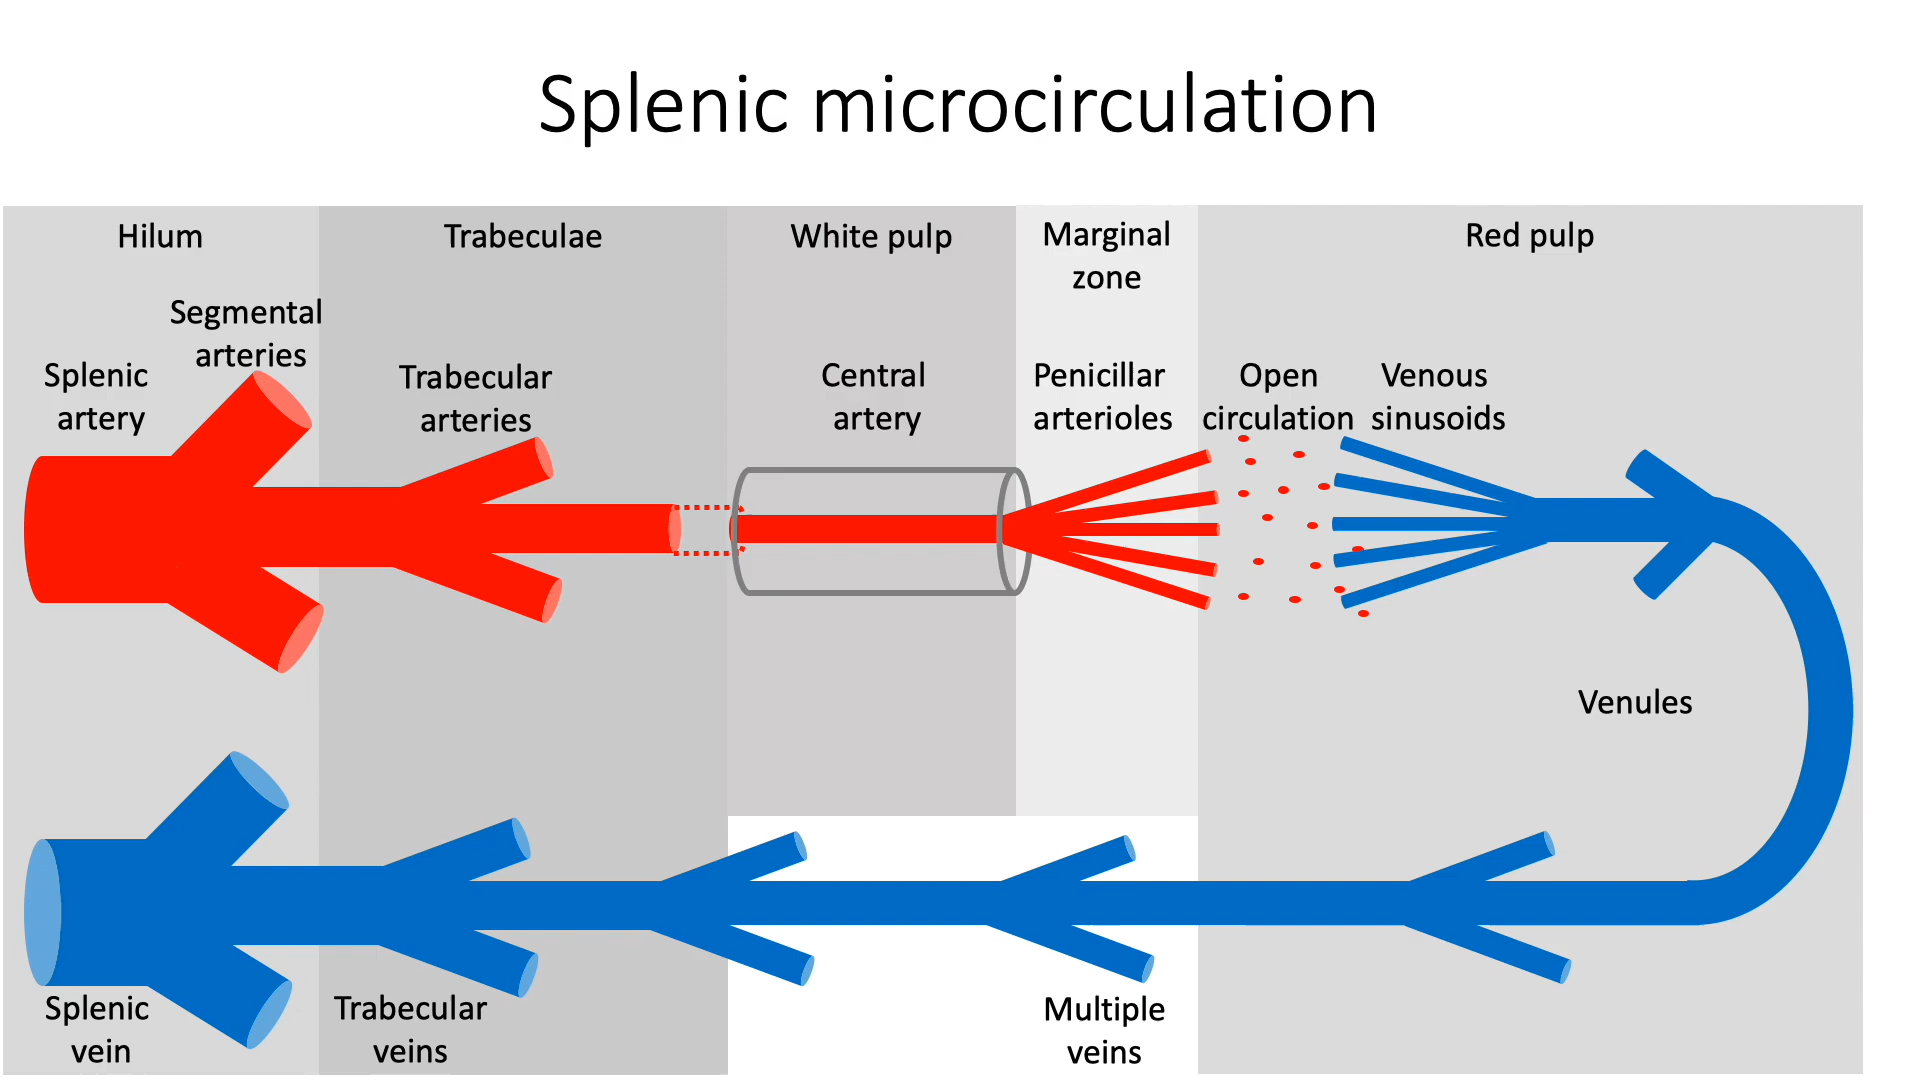 Splenic microcirculation
Hilum
Trabeculae
White pulp
Marginal
zone
Red pulp
Segmental
arteries
Splenic
artery
Trabecular
arteries
Central
artery
Penicillar
arterioles
Open
circulation
Venous
sinusoids
Venules
Splenic
vein
Trabecular
veins
Multiple
veins